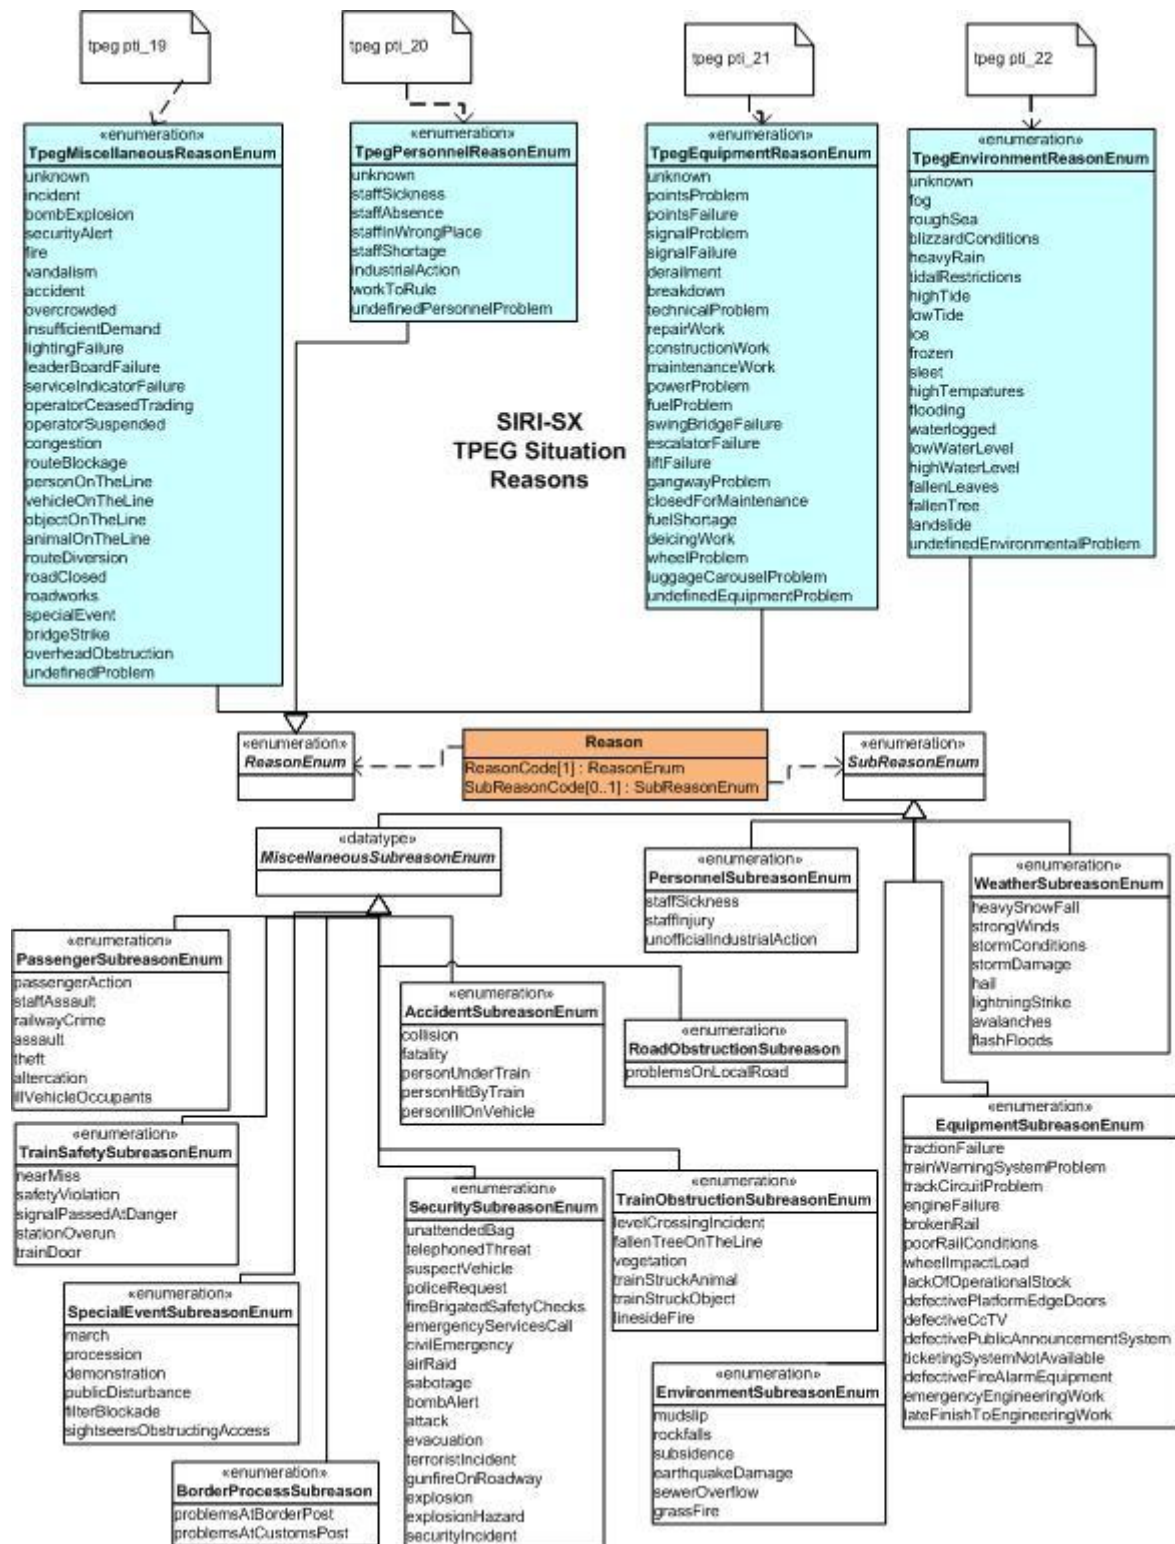 tpeg pti_19
tpeg pti_20
tpeg pti_21
tpeg pti_22
«enumeration»
TpegMiscellaneousReasonEnum
unknown
incident
bombExplosion
securityAlert
fire
vandalism
accident
overcrowded
insufficientDemand
lightingFailure
leaderBoardFailure
serviceIndicatorFailure
operatorCeasedTrading
operatorSuspended
congestion
routeBlockage
personOnTheLine
vehicleOnTheLine
objectOnTheLine
animalOnTheLine
routeDiversion
roadClosed
roadworks
specialEvent
bridgeStrike
overheadObstruction
undefinedProblem
«enumeration»
TpegPersonnelReasonEnum
unknown
staffSickness
staffAbsence
staffInWrongPlace
staffShortage
industrialAction
workToRule
undefinedPersonnelProblem
«enumeration»
TpegEquipmentReasonEnum
unknown
pointsProblem
pointsFailure
signalProblem
signalFailure
derailment
breakdown
technicalProblem
repairWork
constructionWork
maintenanceWork
powerProblem
fuelProblem
swingBridgeFailure
escalatorFailure
liftFailure
gangwayProblem
closedForMaintenance
fuelShortage
deicingWork
wheelProblem
luggageCarouselProblem
undefinedEquipmentProblem
«enumeration»
TpegEnvironmentReasonEnum
unknown
fog
roughSea
blizzardConditions
heavyRain
tidalRestrictions
highTide
lowTide
ice
frozen
sleet
highTempatures
flooding
waterlogged
lowWaterLevel
highWaterLevel
fallenLeaves
fallenTree
landslide
undefinedEnvironmentalProblem
SIRI-SX
TPEG Situation
Reasons
«enumeration»
ReasonEnum
Reason
ReasonCode[1] : ReasonEnum
SubReasonCode[0..1] : SubReasonEnum
«enumeration»
SubReasonEnum
«datatype»
MiscellaneousSubreasonEnum
«enumeration»
PersonnelSubreasonEnum
staffSickness
staffInjury
unofficialIndustrialAction
«enumeration»
WeatherSubreasonEnum
heavySnowFall
strongWinds
stormConditions
stormDamage
hail
lightningStrike
avalanches
flashFloods
«enumeration»
PassengerSubreasonEnum
passengerAction
staffAssault
railwayCrime
assault
theft
altercation
illVehicleOccupants
«enumeration»
AccidentSubreasonEnum
collision
fatality
personUnderTrain
personHitByTrain
personIllOnVehicle
«enumeration»
RoadObstructionSubreason
problemsOnLocalRoad
«enumeration»
TrainSafetySubreasonEnum
nearMiss
safetyViolation
signalPassedAtDanger
stationOverun
trainDoor
«enumeration»
SecuritySubreasonEnum
unattendedBag
telephonedThreat
suspectVehicle
policeRequest
fireBrigatedSafetyChecks
emergencyServicesCall
civilEmergency
airRaid
sabotage
bombAlert
attack
evacuation
terroristIncident
gunfireOnRoadway
explosion
explosionHazard
securityIncident
«enumeration»
TrainObstructionSubreasonEnum
levelCrossingIncident
fallenTreeOnTheLine
vegetation
trainStruckAnimal
trainStruckObject
linesideFire
«enumeration»
EquipmentSubreasonEnum
tractionFailure
trainWarningSystemProblem
trackCircuitProblem
engineFailure
brokenRail
poorRailConditions
wheelImpactLoad
lackOfOperationalStock
defectivePlatformEdgeDoors
defectiveCcTV
defectivePublicAnnouncementSystem
ticketingSystemNotAvailable
defectiveFireAlarmEquipment
emergencyEngineeringWork
lateFinishToEngineeringWork
«enumeration»
SpecialEventSubreasonEnum
march
procession
demonstration
publicDisturbance
filterBlockade
sightseersObstructingAccess
«enumeration»
EnvironmentSubreasonEnum
mudslip
rockfalls
subsidence
earthquakeDamage
sewerOverflow
grassFire
«enumeration»
BorderProcessSubreason
problemsAtBorderPost
problemsAtCustomsPost